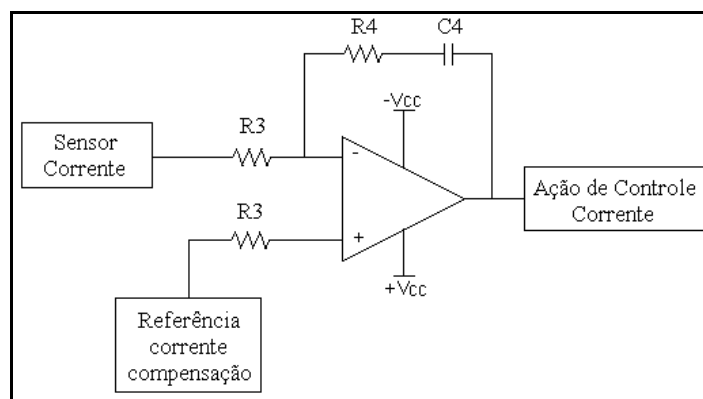 R4
C4
-Vcc
R3
Sensor
Corrente
-
Ação de Controle
Corrente
R3
+
+Vcc
Referência
corrente
compensação